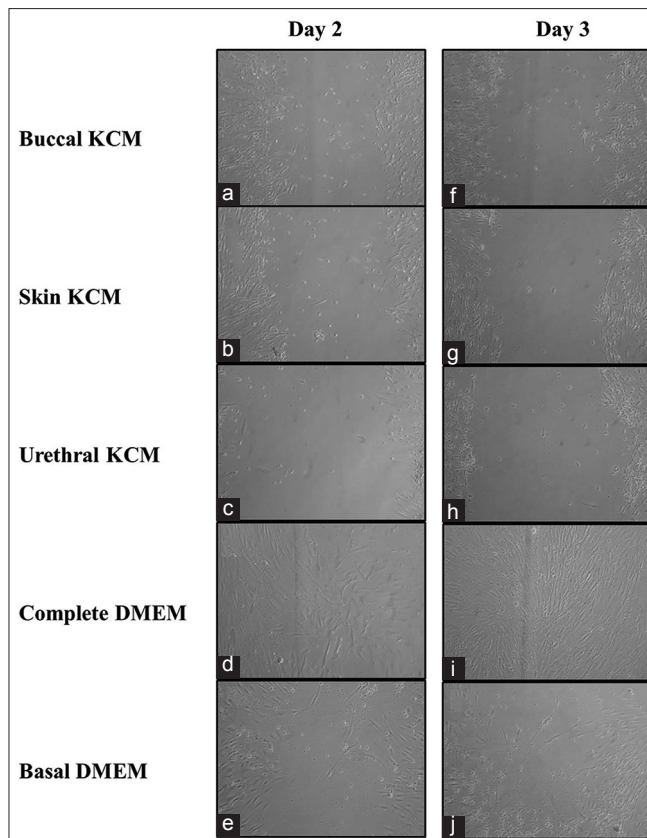 Day 2 Day 3
Buccal KCM
a f
Skin KCM
b g
Urethral KCM
c h
Complete DMEM
d i
Basal DMEM
e j